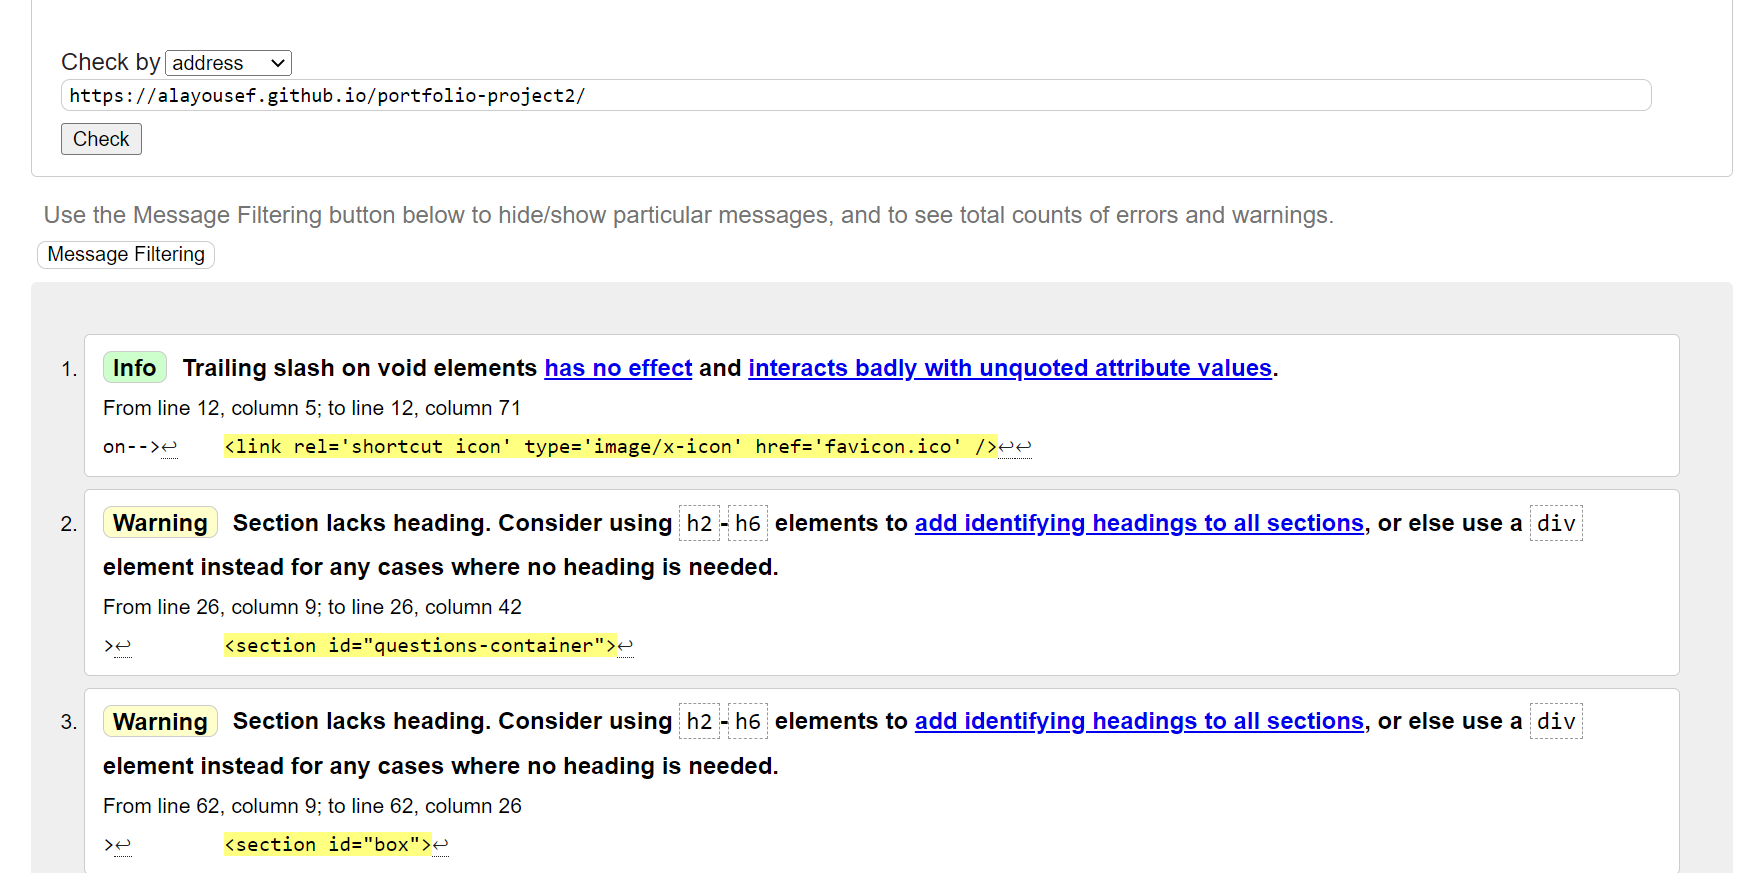 Check by address
https://alayousef.github.io/portfolio-project2/
Check
Use the Message Filtering button below to hide/show particular messages, and to see total counts of errors and warnings.
Message Filtering
1. Info Trailing slash on void elements has no effect and interacts badly with unquoted attribute values.
From line 12, column 5; to line 12, column 71
on-->↩ <link rel='shortcut icon' type='image/x-icon' href='favicon.ico' />↩↩
2. Warning Section lacks heading. Consider using h2-h6 elements to add identifying headings to all sections, or else use a div
element instead for any cases where no heading is needed.
From line 26, column 9; to line 26, column 42
>↩ <section id="questions-container">↩
3. Warning Section lacks heading. Consider using h2-h6 elements to add identifying headings to all sections, or else use a div
element instead for any cases where no heading is needed.
From line 62, column 9; to line 62, column 26
>↩ <section id="box">↩